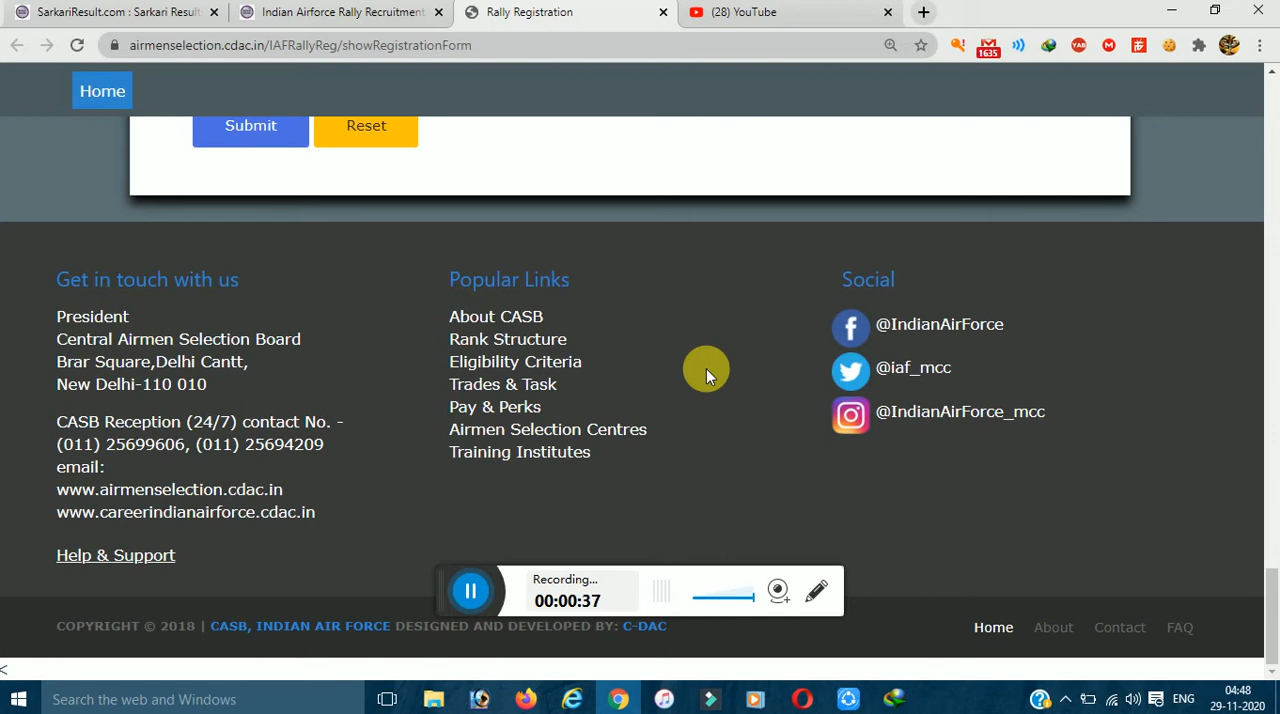 SarkariResult.com : Sarkari Result
Indian Airforce Rally Recruitment
Rally Registration
(28) YouTube
airmenselection.cdac.in/IAFRallyReg/showRegistrationForm
1635
YAB
Home
Submit
Reset
Get in touch with us
President
Central Airmen Selection Board
Brar Square,Delhi Cantt,
New Delhi-110 010
CASB Reception (24/7) contact No. -
(011) 25699606, (011) 25694209
email:
www.airmenselection.cdac.in
www.careerindianairforce.cdac.in
Help & Support
Popular Links
About CASB
Rank Structure
Eligibility Criteria
Trades & Task
Pay & Perks
Airmen Selection Centres
Training Institutes
Social
@IndianAirForce
@iaf_mcc
@IndianAirForce_mcc
Recording...
00:00:37
COPYRIGHT © 2018 | CASB, INDIAN AIR FORCE DESIGNED AND DEVELOPED BY: C-DAC
Home About Contact FAQ
<
Search the web and Windows
ENG
04:48
29-11-2020